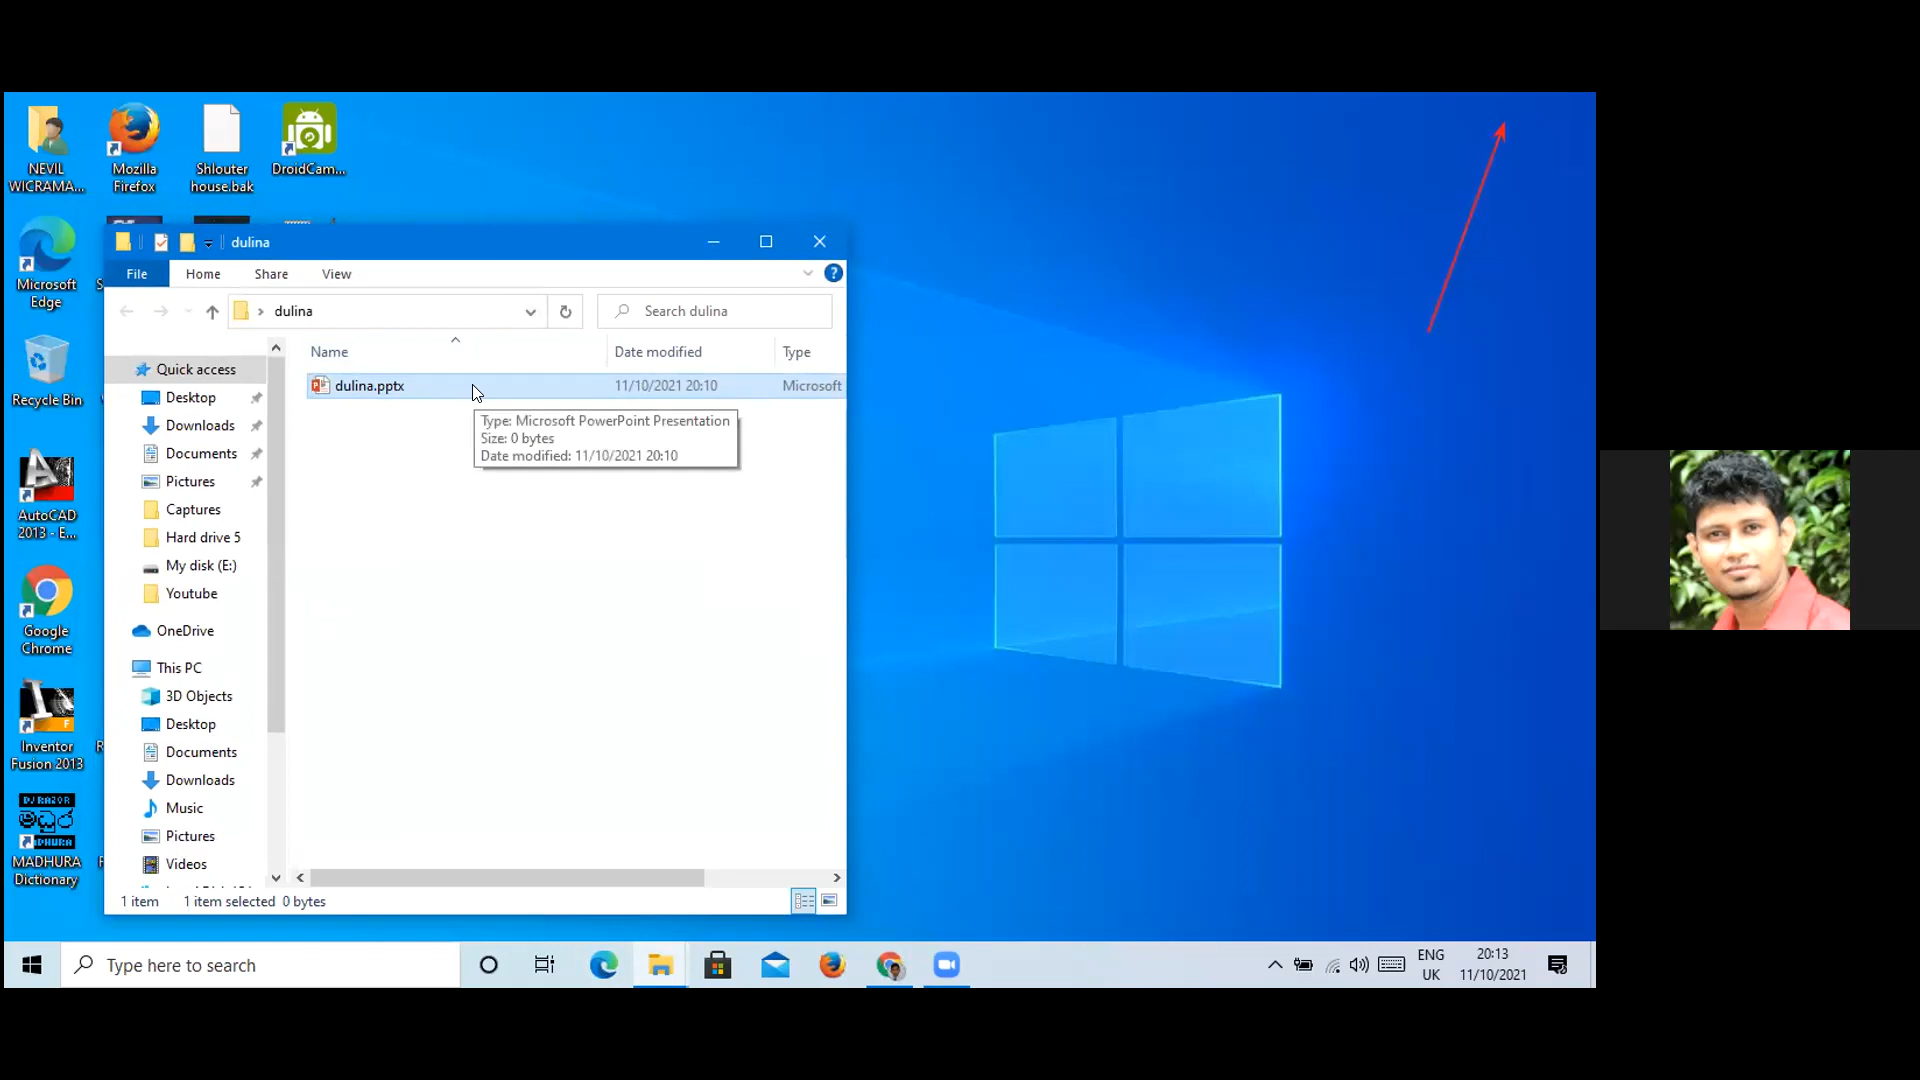 NEVIL
WICRAMA...
Mozilla
Firefox
Shlouter
house.bak
DroidCam...
Microsoft
Edge
Recycle Bin
AutoCAD
2013 - E...
Google
Chrome
Inventor
Fusion 2013
DJ RAZOR
MADHURA
Dictionary
dulina
File
Home
Share
View
dulina
Search dulina
Name
Date modified
Type
dulina.pptx
11/10/2021 20:10
Microsoft
Type: Microsoft PowerPoint Presentation
Size: 0 bytes
Date modified: 11/10/2021 20:10
Quick access
Desktop
Downloads
Documents
Pictures
Captures
Hard drive 5
My disk (E:)
Youtube
OneDrive
This PC
3D Objects
Desktop
Documents
Downloads
Music
Pictures
Videos
1 item
1 item selected 0 bytes
Type here to search
ENG
UK
20:13
11/10/2021